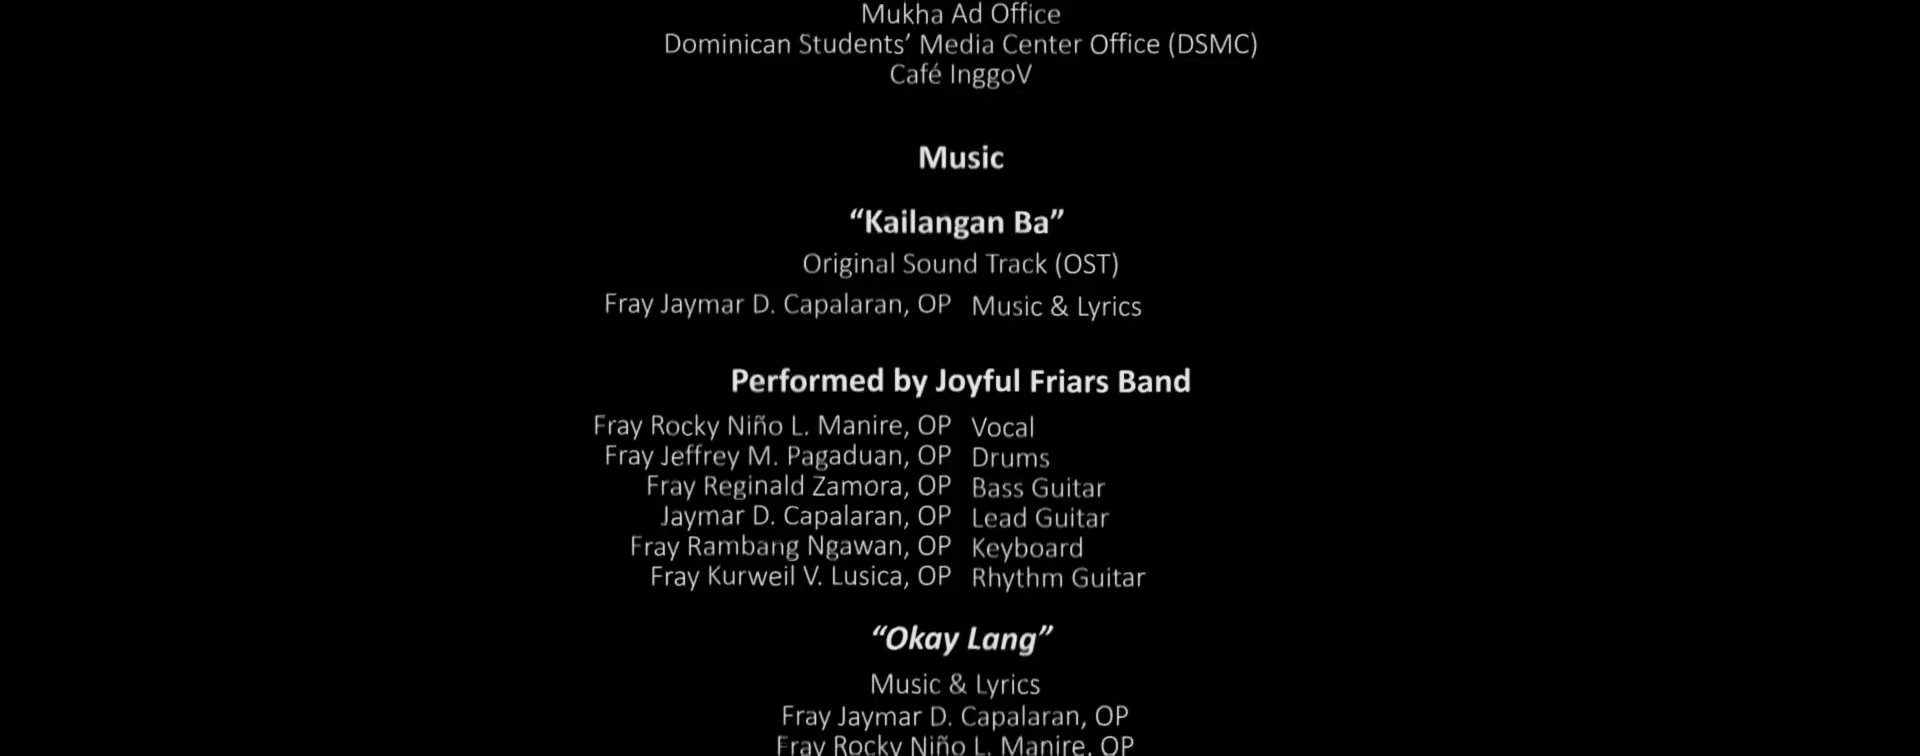 Mukha Ad Office
Dominican Students’ Media Center Office (DSMC)
Café InggoV
Music
“Kailangan Ba”
Original Sound Track (OST)
Fray Jaymar D. Capalaran, OP Music & Lyrics
Performed by Joyful Friars Band
Fray Rocky Niño L. Manire, OP Vocal
Fray Jeffrey M. Pagaduan, OP Drums
Fray Reginald Zamora, OP Bass Guitar
Jaymar D. Capalaran, OP Lead Guitar
Fray Rambang Ngawan, OP Keyboard
Fray Kurweil V. Lusica, OP Rhythm Guitar
“Okay Lang”
Music & Lyrics
Fray Jaymar D. Capalaran, OP
Fray Rocky Niño L. Manire, OP